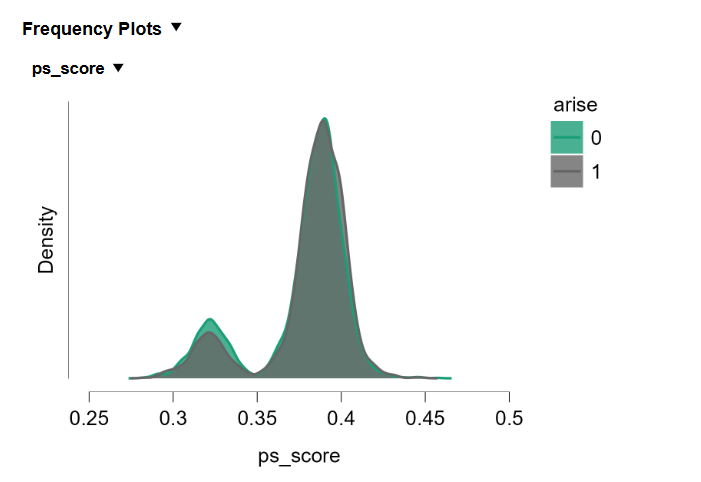 Frequency Plots ▼
ps_score ▼
arise
0
1
Density
0.25 0.3 0.35 0.4 0.45 0.5
ps_score